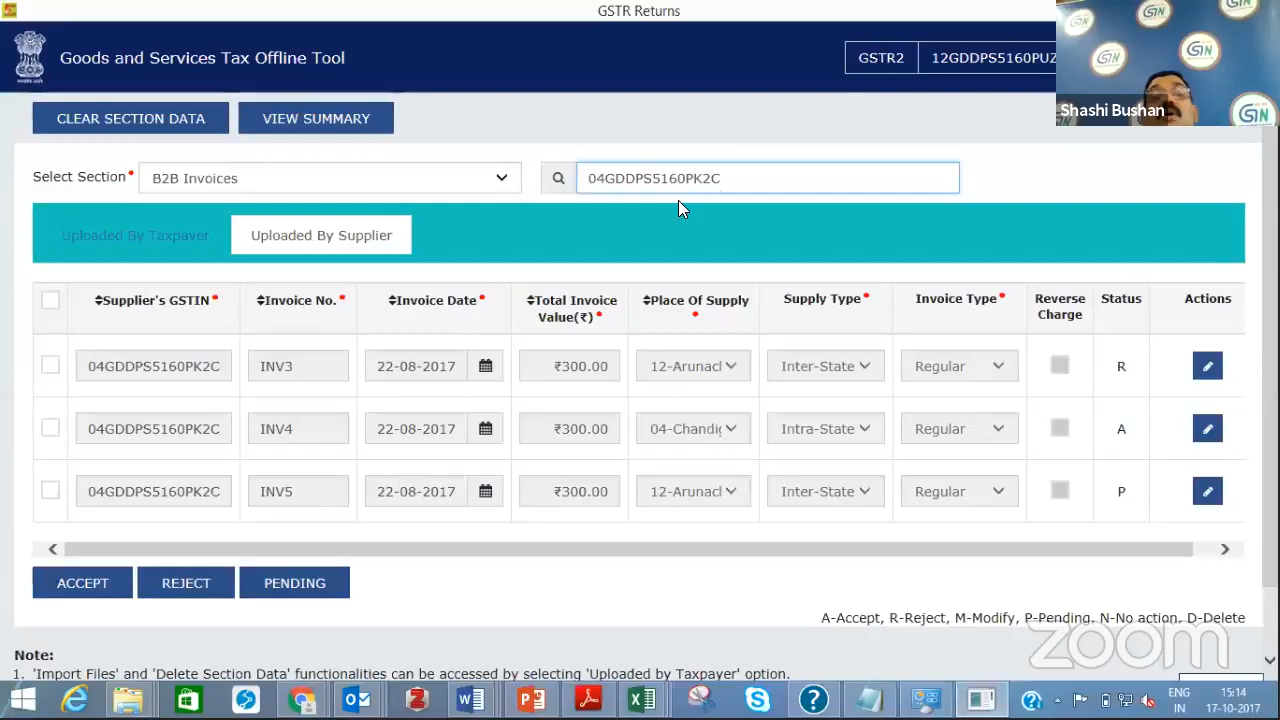 GSTR Returns
Goods and Services Tax Offline Tool
GSTR2
12GDDPS5160PUZ
Shashi Bushan
CLEAR SECTION DATA
VIEW SUMMARY
Select Section*
B2B Invoices
04GDDPS5160PK2C
Uploaded By Taxpayer
Uploaded By Supplier
Supplier's GSTIN* Invoice No.* Invoice Date* Total Invoice Value(₹)* Place Of Supply* Supply Type* Invoice Type* Reverse Charge Status Actions
04GDDPS5160PK2C INV3 22-08-2017 ₹300.00 12-Arunacl Inter-State Regular R
04GDDPS5160PK2C INV4 22-08-2017 ₹300.00 04-Chandig Intra-State Regular A
04GDDPS5160PK2C INV5 22-08-2017 ₹300.00 12-Arunacl Inter-State Regular P
ACCEPT
REJECT
PENDING
A-Accept, R-Reject, M-Modify, P-Pending, N-No action, D-Delete
zoom
Note:
1. 'Import Files' and 'Delete Section Data' functionalities can be accessed by selecting 'Uploaded by Taxpayer' option.
ENG
IN
15:14
17-10-2017